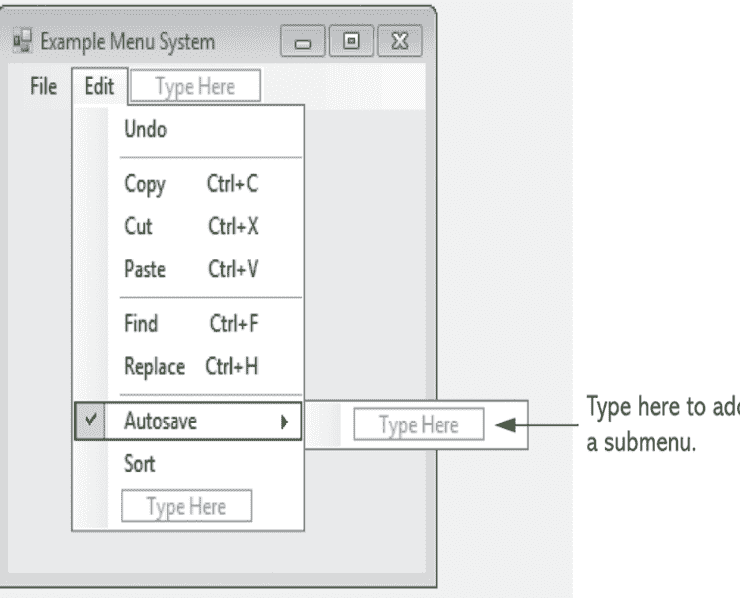 Example Menu System
File Edit Type Here
Undo
Copy Ctrl+C
Cut Ctrl+X
Paste Ctrl+V
Find Ctrl+F
Replace Ctrl+H
Autosave Type Here
Type here to
a submenu.
Sort
Type Here